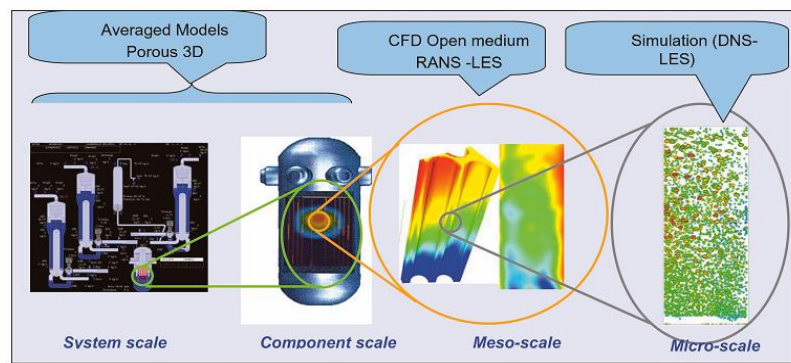 Averaged Models
Porous 3D
CFD Open medium
RANS -LES
Simulation (DNS-
LES)
System scale
Component scale
Meso-scale
Micro-scale